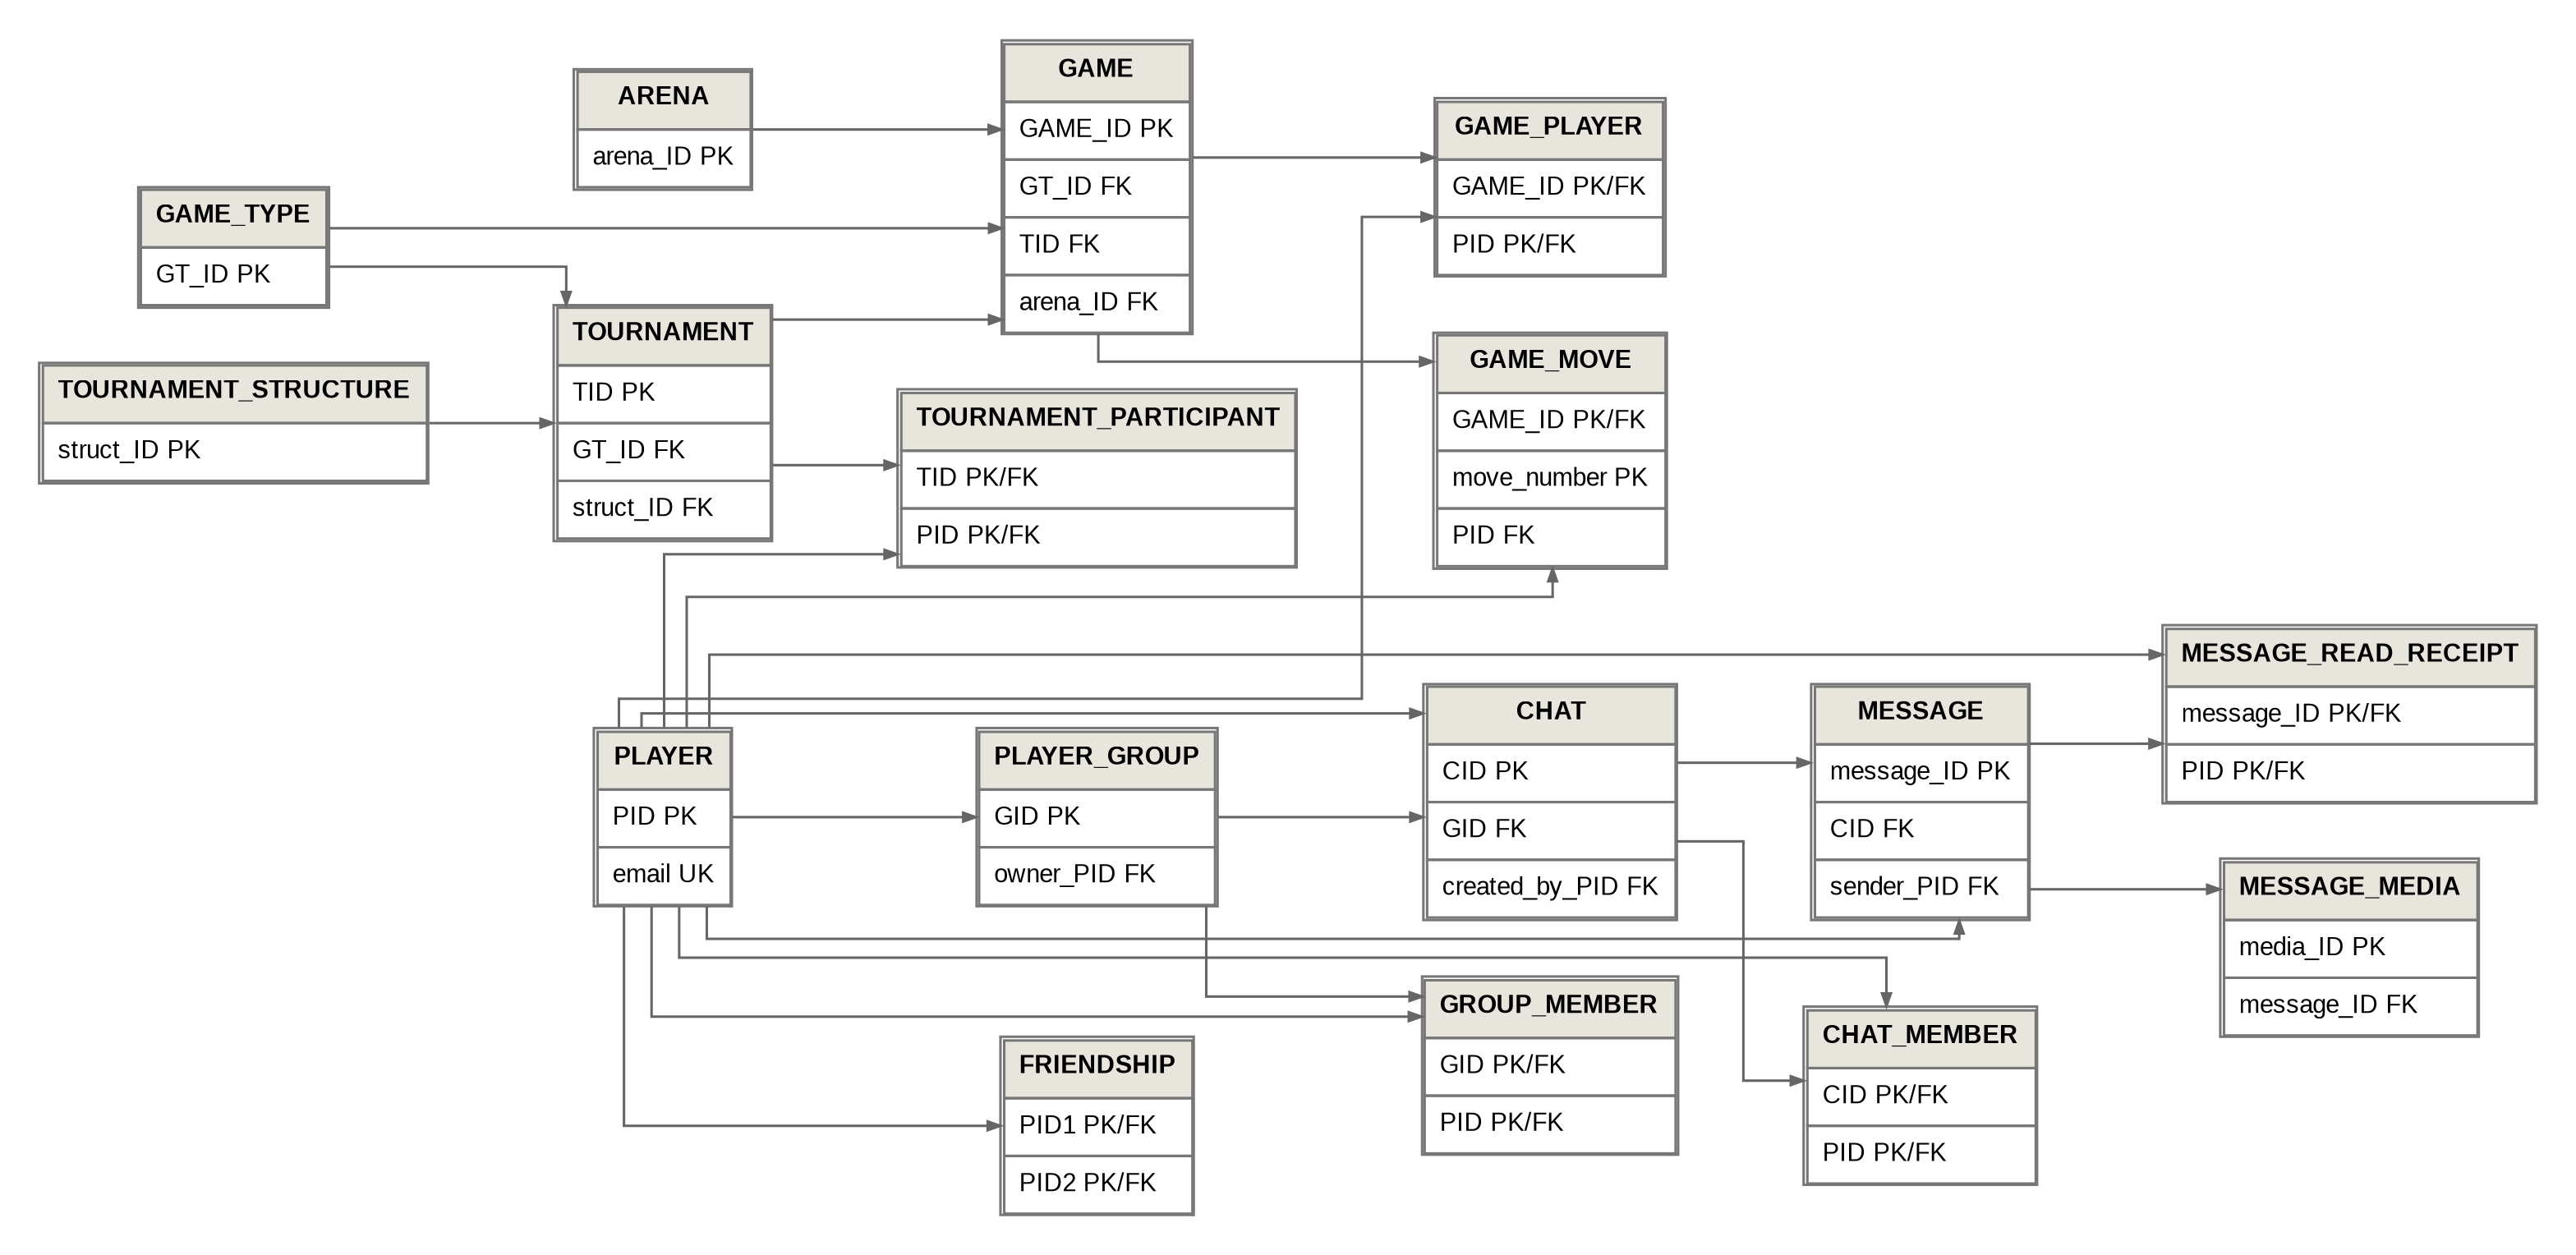 GAME
GAME_ID PK
GT_ID FK
TID FK
arena_ID FK
ARENA
arena_ID PK
GAME_PLAYER
GAME_ID PK/FK
PID PK/FK
GAME_TYPE
GT_ID PK
TOURNAMENT
TID PK
GT_ID FK
struct_ID FK
GAME_MOVE
GAME_ID PK/FK
move_number PK
PID FK
TOURNAMENT_STRUCTURE
struct_ID PK
TOURNAMENT_PARTICIPANT
TID PK/FK
PID PK/FK
MESSAGE_READ_RECEIPT
message_ID PK/FK
PID PK/FK
CHAT
CID PK
GID FK
created_by_PID FK
MESSAGE
message_ID PK
CID FK
sender_PID FK
PLAYER
PID PK
email UK
PLAYER_GROUP
GID PK
owner_PID FK
MESSAGE_MEDIA
media_ID PK
message_ID FK
GROUP_MEMBER
GID PK/FK
PID PK/FK
CHAT_MEMBER
CID PK/FK
PID PK/FK
FRIENDSHIP
PID1 PK/FK
PID2 PK/FK